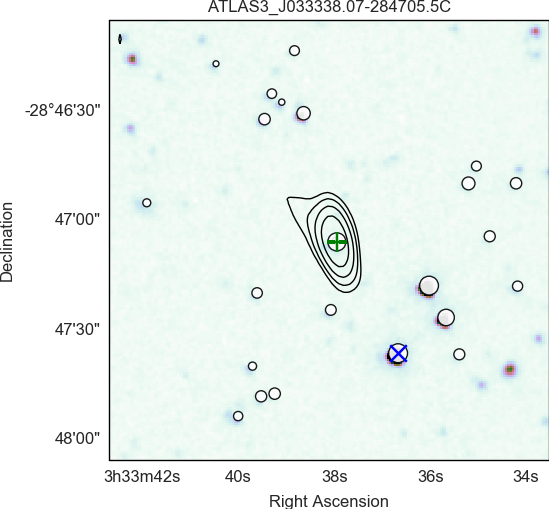 ATLAS3_J033338.07-284705.5C
-28°46'30"
47'00"
47'30"
48'00"
Declination
3h33m42s 40s 38s 36s 34s
Right Ascension